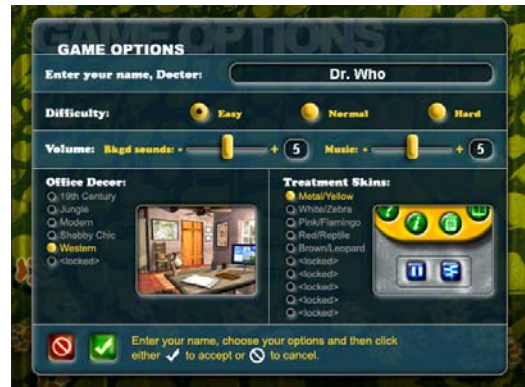 GAME OPTIONS
GAME OPTIONS
Enter your name, Doctor:
Dr. Who
Difficulty:
Easy
Normal
Hard
Volume: Bkgd sounds: - + 5 Music: - + 5
Office Decor:
19th Century
Jungle
Modern
Shabby Chic
Western
<locked>
Treatment Skins:
Metal/Yellow
White/Zebra
Pink/Flamingo
Red/Reptile
Brown/Leopard
<locked>
<locked>
<locked>
<locked>
Enter your name, choose your options and then click
either ✓ to accept or 🚫 to cancel.